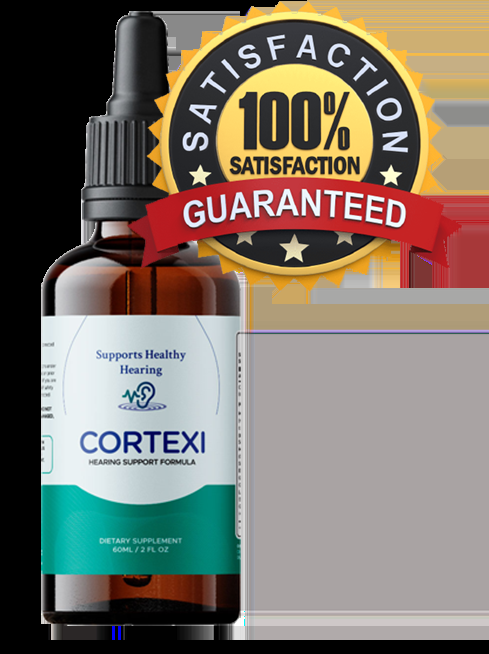 SATISFACTION
100%
SATISFACTION
GUARANTEED
Supports Healthy
Hearing
CORTEXI
HEARING SUPPORT FORMULA
DIETARY SUPPLEMENT
60ML / 2 FL OZ